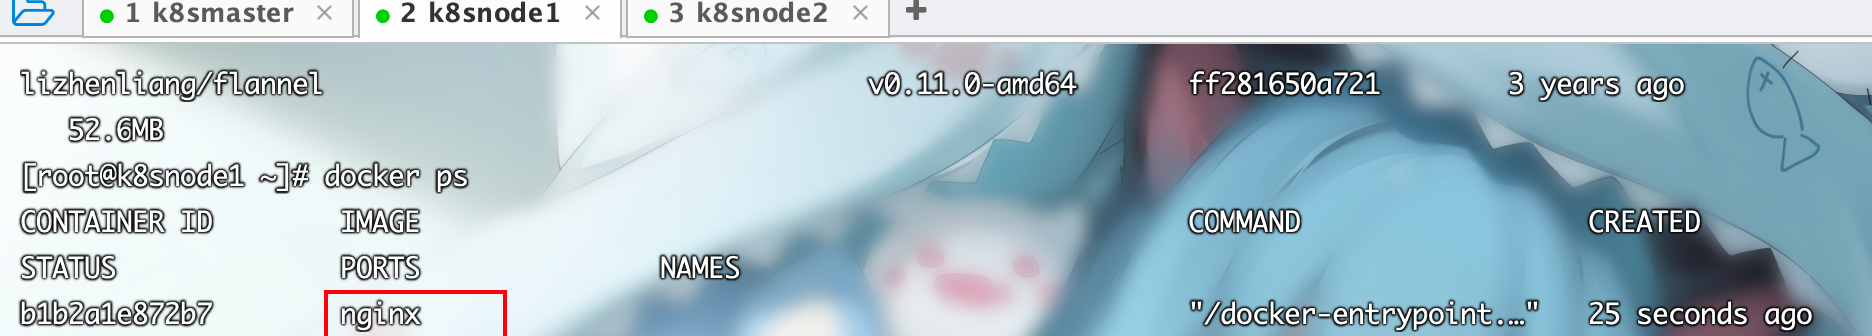 1 k8smaster × 2 k8snode1 × 3 k8snode2 × +
lizhenliang/flannel v0.11.0-amd64 ff281650a721 3 years ago
52.6MB
[root@k8snode1 ~]# docker ps
CONTAINER ID IMAGE COMMAND CREATED
STATUS PORTS NAMES
b1b2a1e872b7 nginx "/docker-entrypoint.…" 25 seconds ago